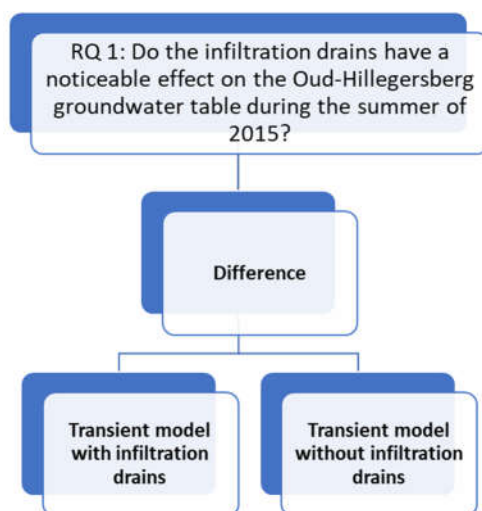 RQ 1: Do the infiltration drains have a
noticeable effect on the Oud-Hillegersberg
groundwater table during the summer of
2015?
Difference
Transient model
with infiltration
drains
Transient model
without infiltration
drains